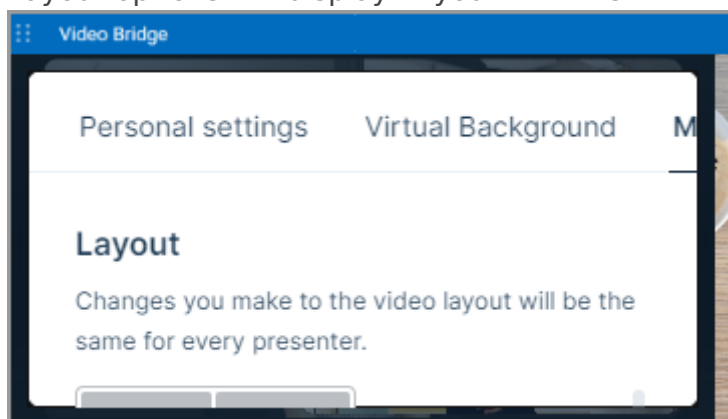 Video Bridge
Personal settings Virtual Background M
Layout
Changes you make to the video layout will be the
same for every presenter.